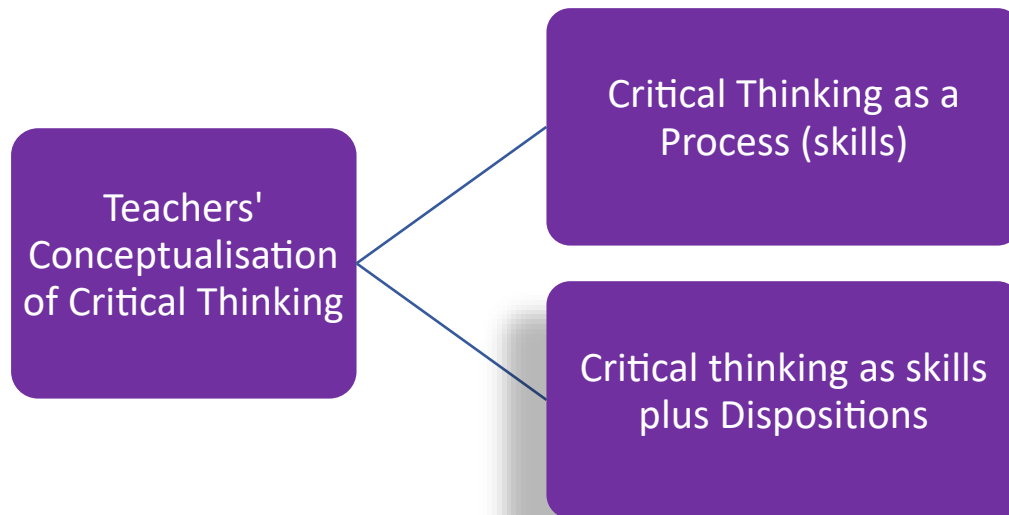 Teachers'
Conceptualisation
of Critical Thinking
Critical Thinking as a
Process (skills)
Critical thinking as skills
plus Dispositions